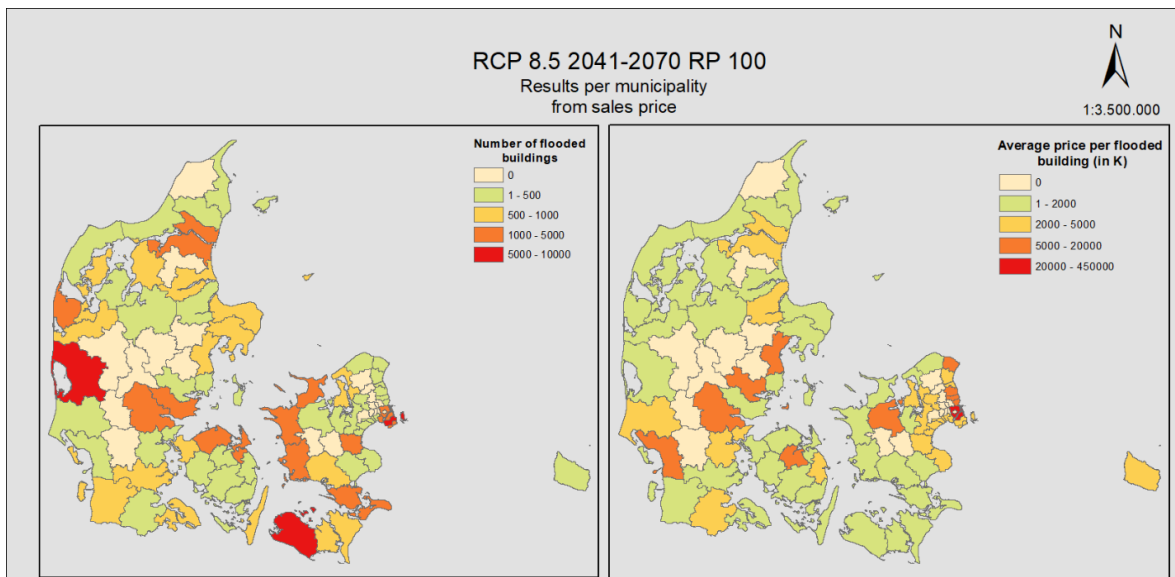 RCP 8.5 2041-2070 RP 100
Results per municipality
from sales price
N
1:3.500.000
Number of flooded
buildings
0
1 - 500
500 - 1000
1000 - 5000
5000 - 10000
Average price per flooded
building (in K)
0
1 - 2000
2000 - 5000
5000 - 20000
20000 - 450000